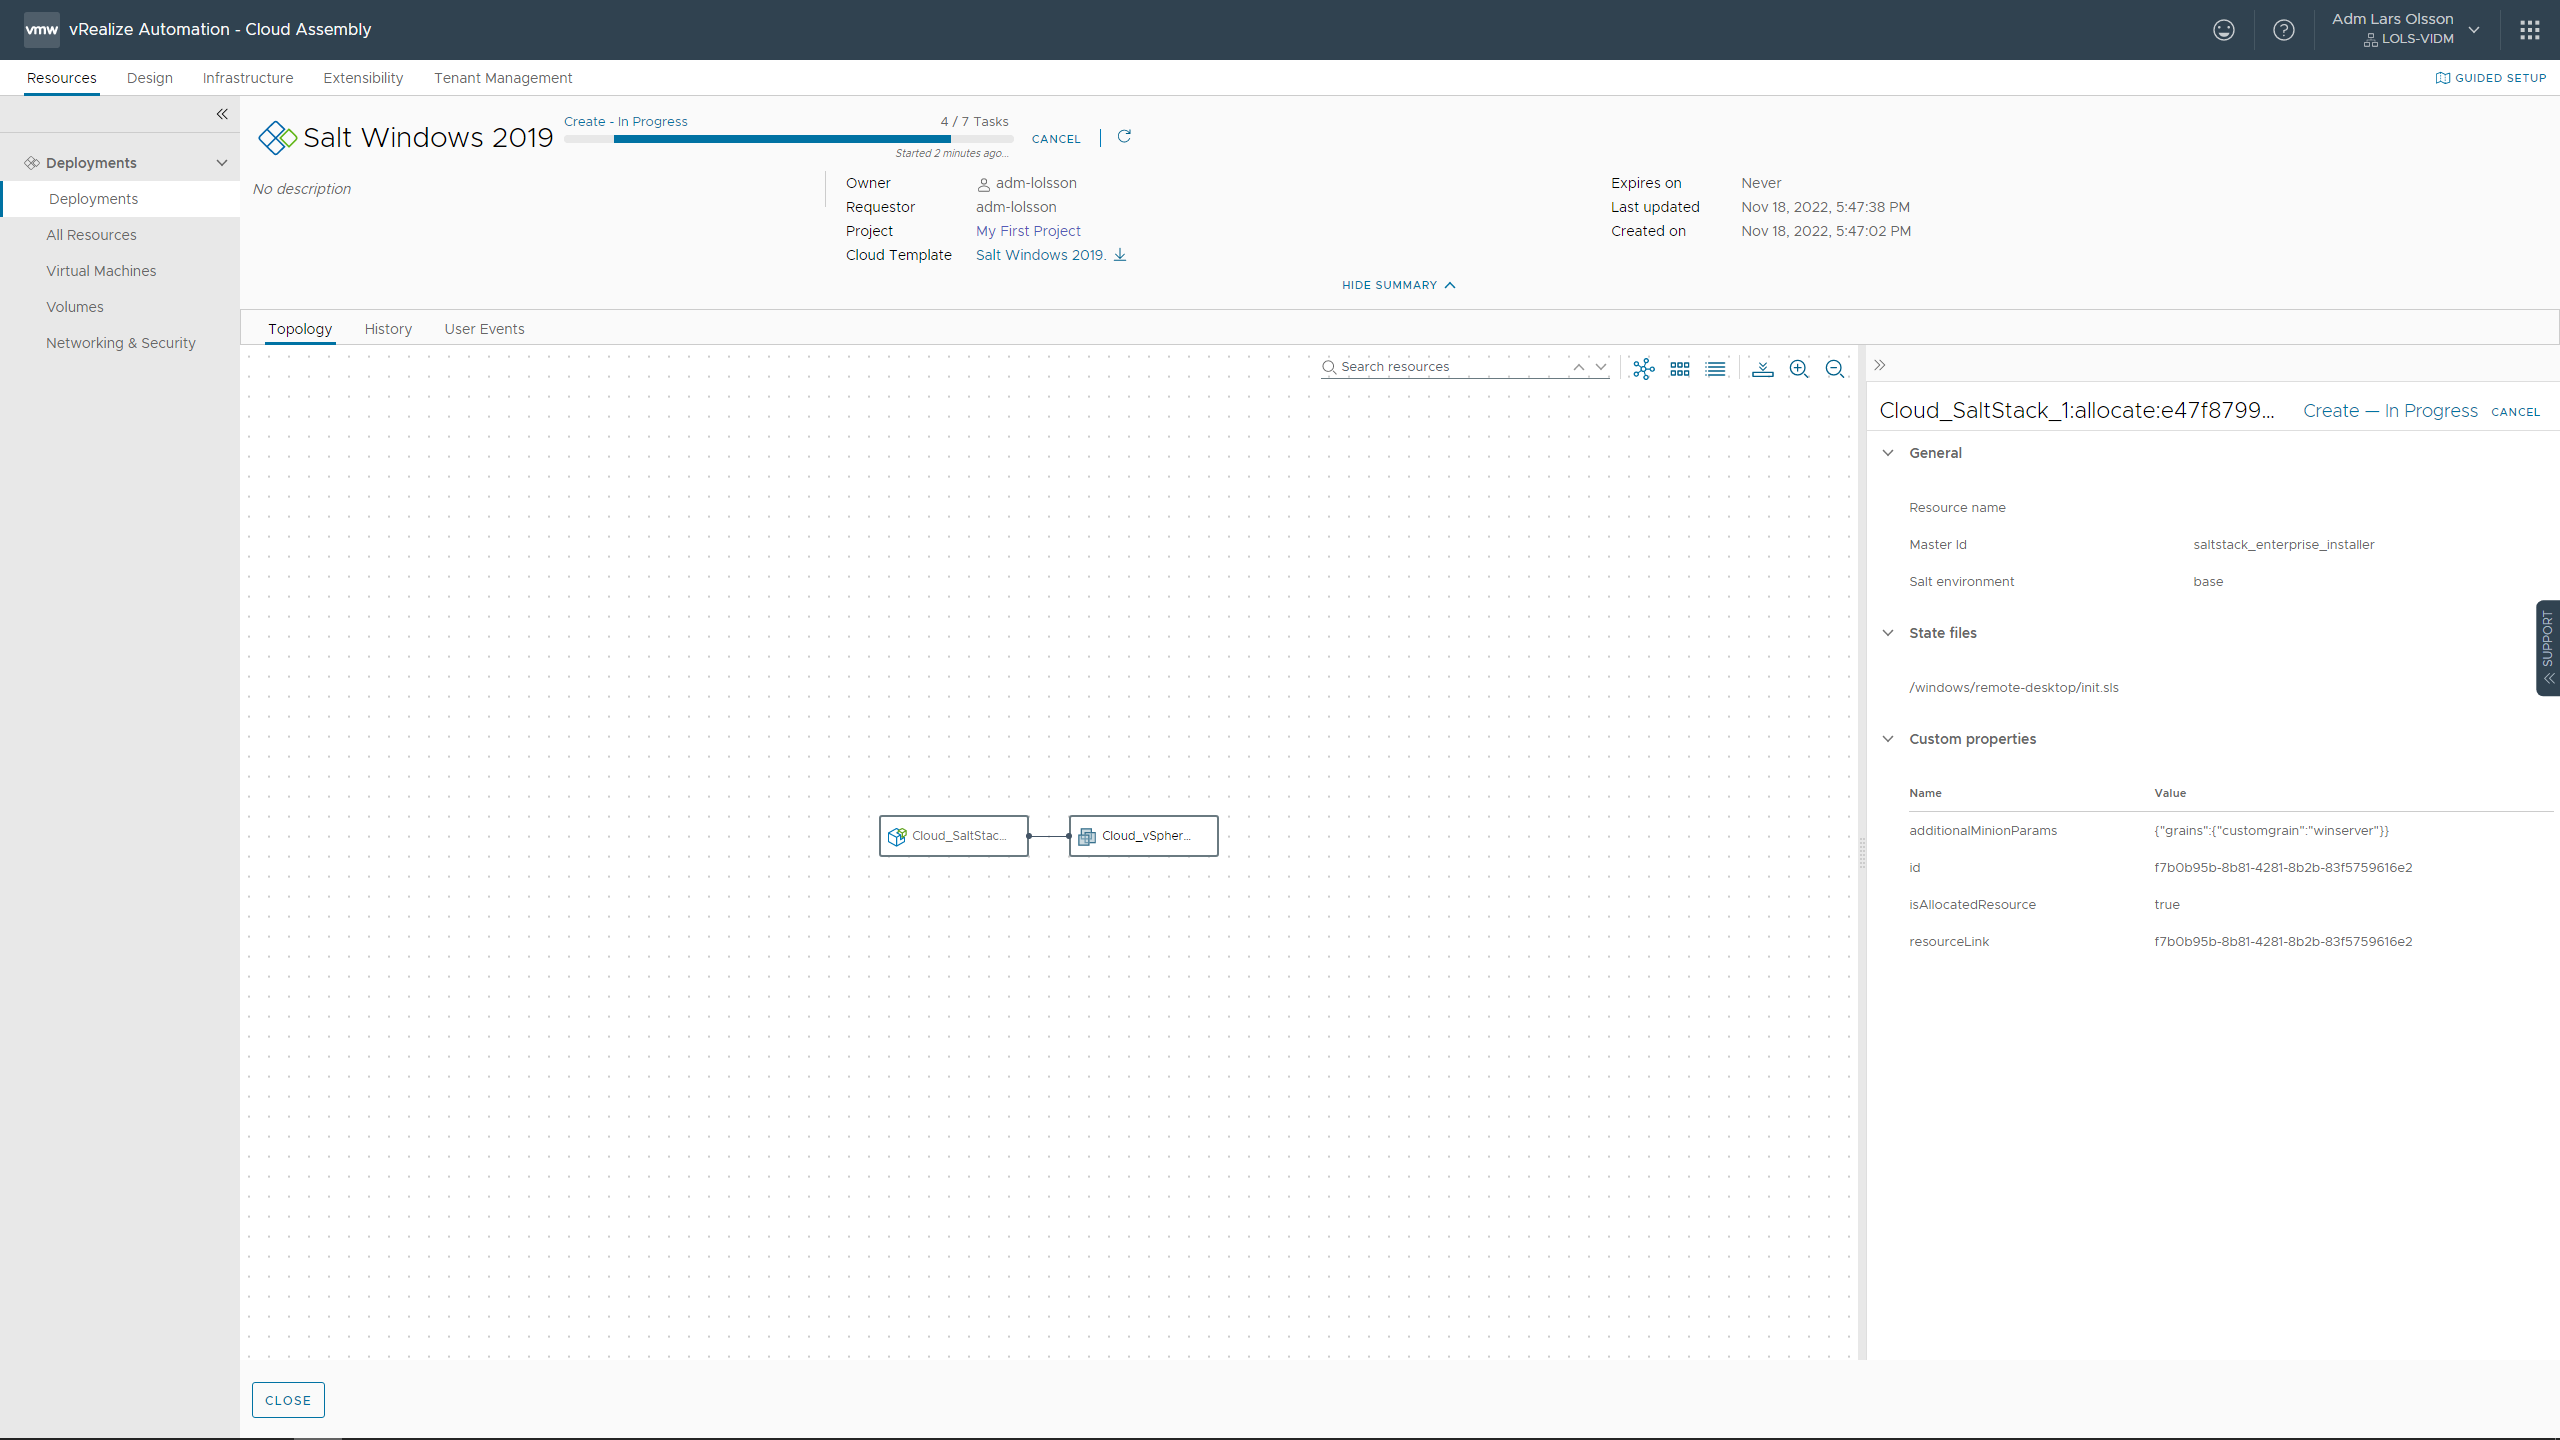 vmw vRealize Automation - Cloud Assembly
Adm Lars Olsson
LOLS-VIDM
Resources Design Infrastructure Extensibility Tenant Management
GUIDED SETUP
Deployments
Deployments
All Resources
Virtual Machines
Volumes
Networking & Security
Salt Windows 2019
Create - In Progress 4 / 7 Tasks
Started 2 minutes ago...
CANCEL
No description
Owner adm-lolsson
Requestor adm-lolsson
Project My First Project
Cloud Template Salt Windows 2019.
Expires on Never
Last updated Nov 18, 2022, 5:47:38 PM
Created on Nov 18, 2022, 5:47:02 PM
HIDE SUMMARY
Topology History User Events
Search resources
Cloud_SaltStac...
Cloud_vSpher...
Cloud_SaltStack_1:allocate:e47f8799... Create — In Progress CANCEL
General
Resource name
Master Id saltstack_enterprise_installer
Salt environment base
State files
/windows/remote-desktop/init.sls
Custom properties
Name Value
additionalMinionParams {"grains":{"customgrain":"winserver"}}
id f7b0b95b-8b81-4281-8b2b-83f5759616e2
isAllocatedResource true
resourceLink f7b0b95b-8b81-4281-8b2b-83f5759616e2
SUPPORT
CLOSE